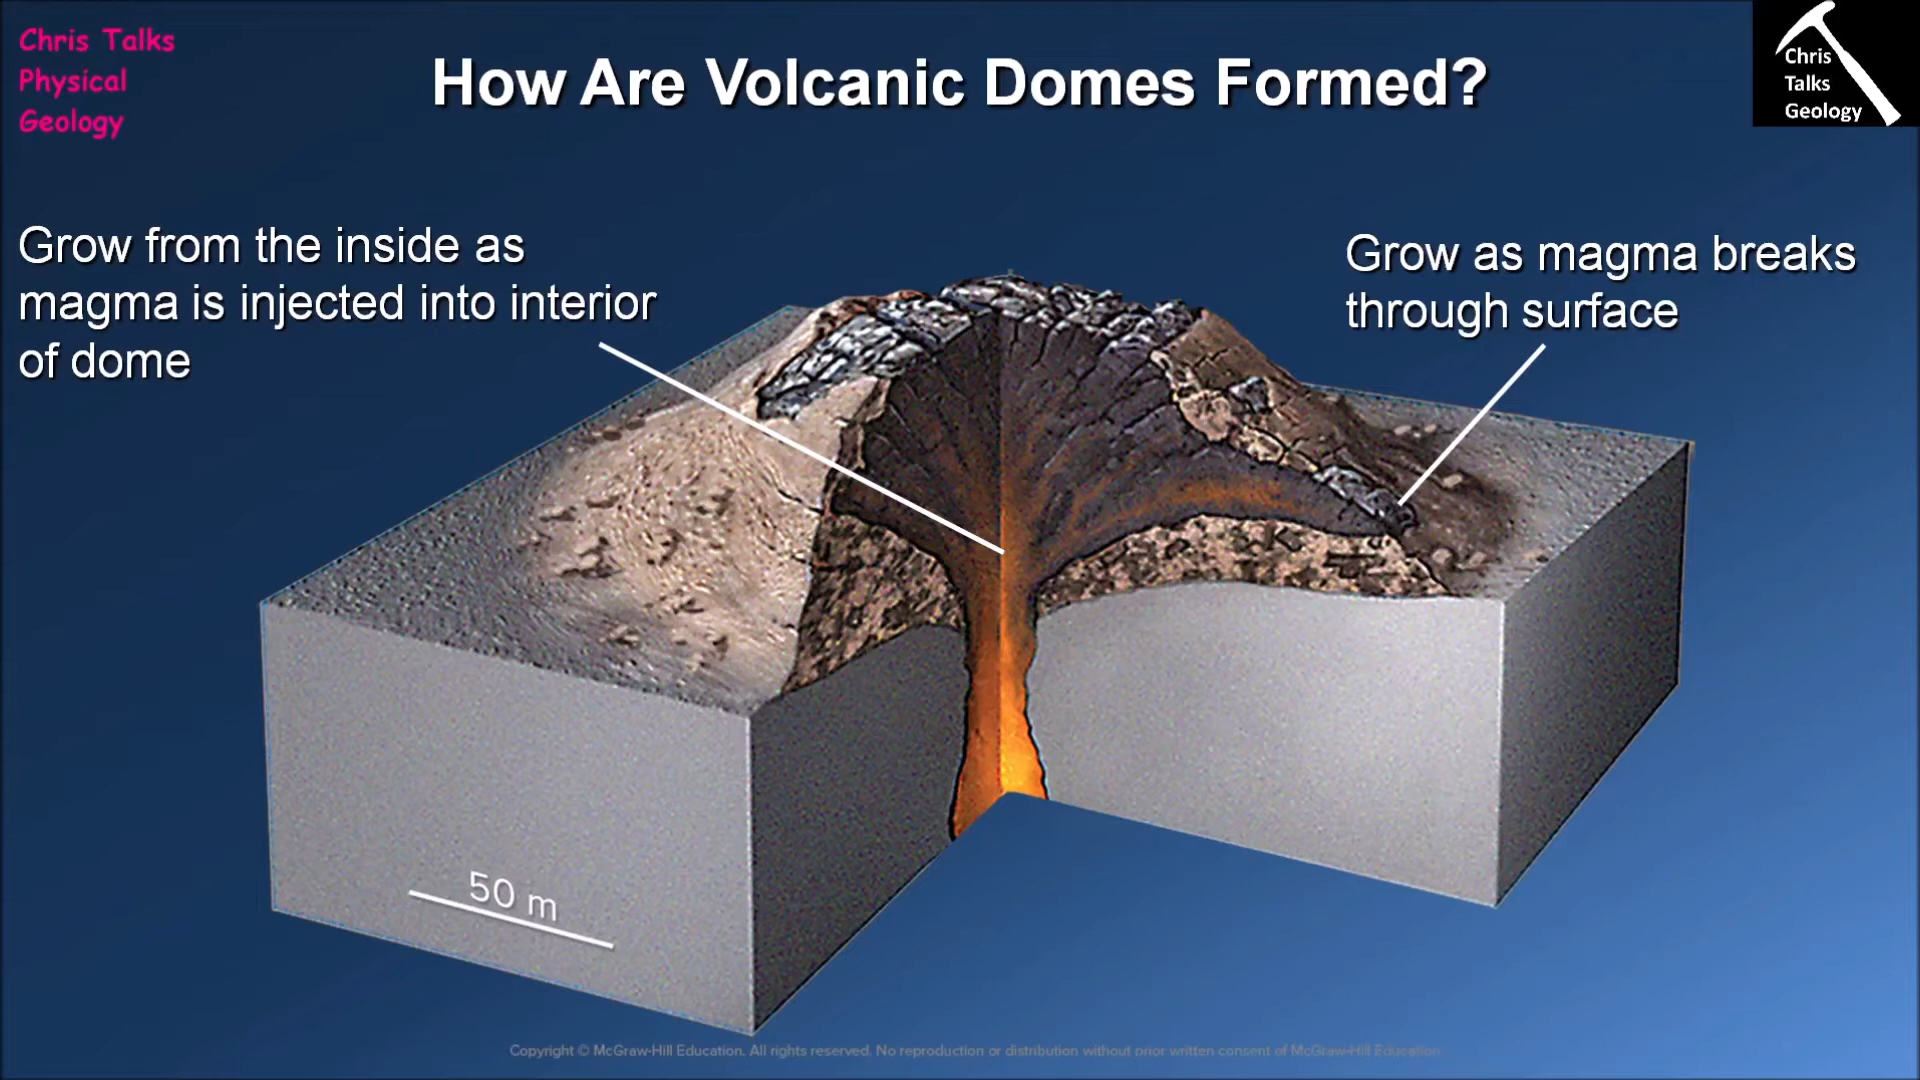 Chris Talks
Physical
Geology
How Are Volcanic Domes Formed?
Chris
Talks
Geology
Grow from the inside as
magma is injected into interior
of dome
Grow as magma breaks
through surface
50 m
Copyright © McGraw-Hill Education. All rights reserved. No reproduction or distribution without prior written consent of McGraw-Hill Education.